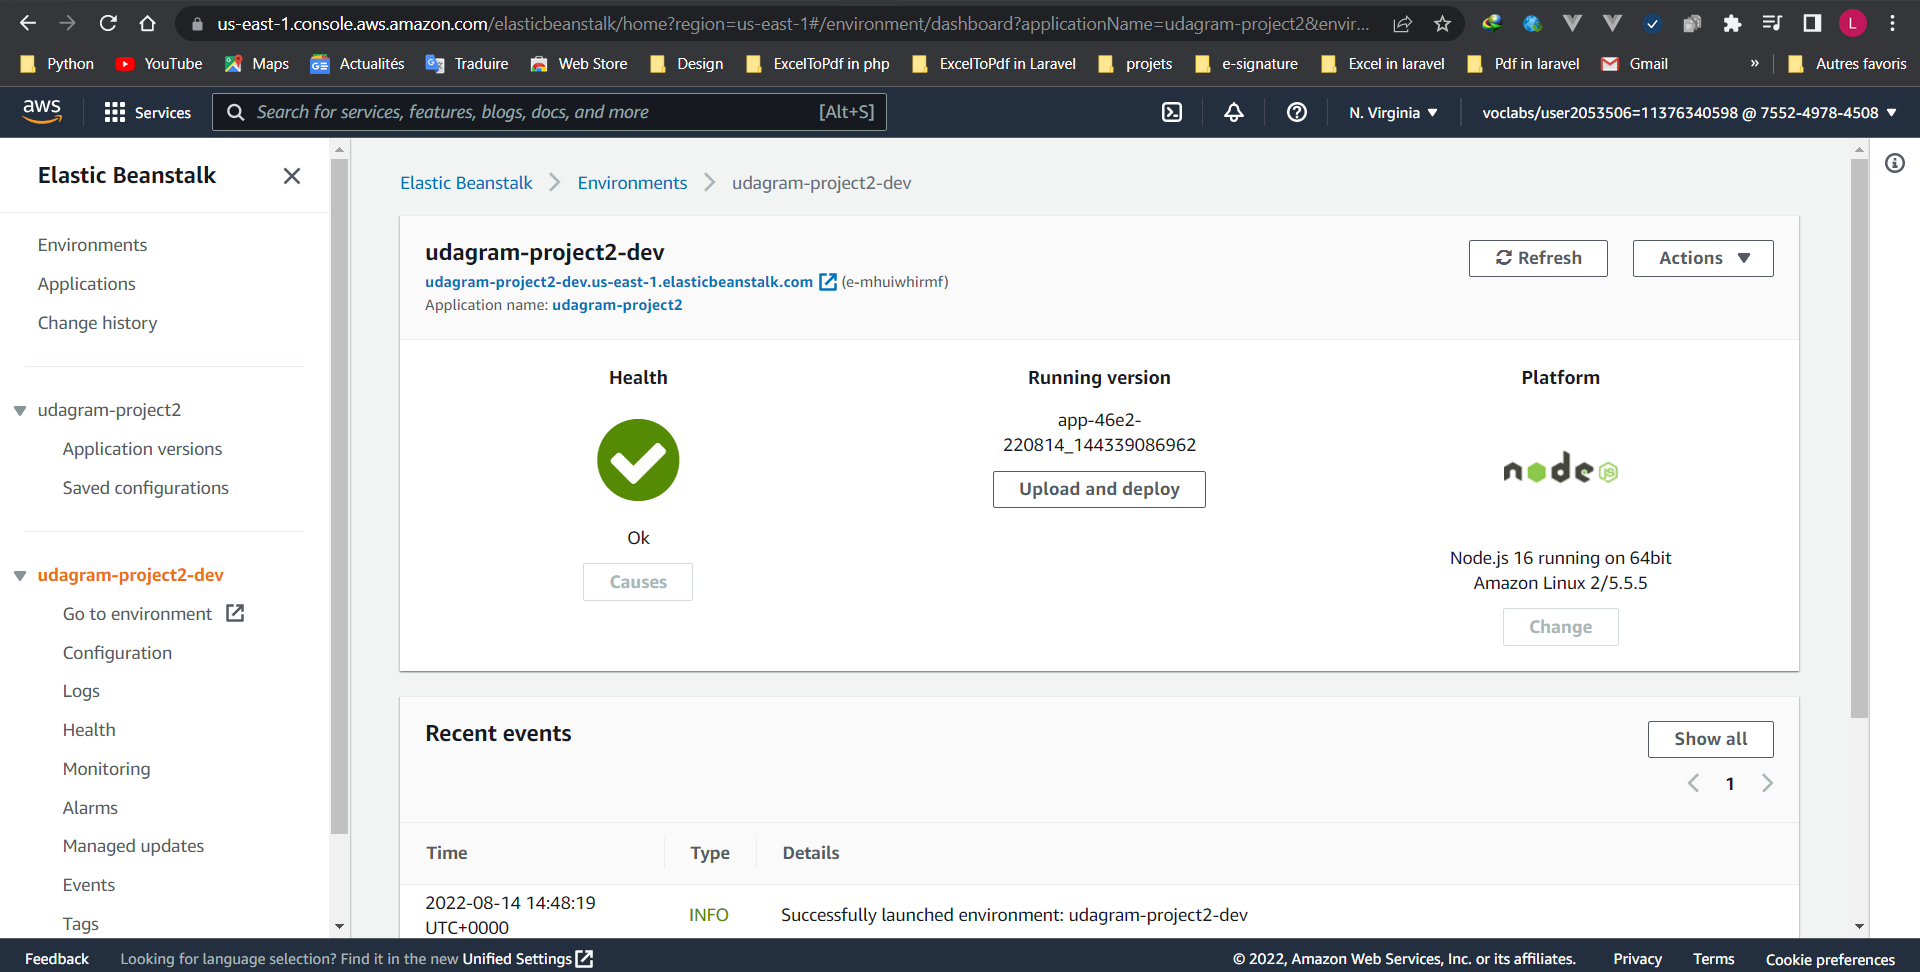 us-east-1.console.aws.amazon.com/elasticbeanstalk/home?region=us-east-1#/environment/dashboard?applicationName=udagram-project2&envir...
L
Python YouTube Maps Actualités Traduire Web Store Design ExcelToPdf in php ExcelToPdf in Laravel projets e-signature Excel in laravel Pdf in laravel Gmail » Autres favoris
aws Services Search for services, features, blogs, docs, and more [Alt+S] N. Virginia voclabs/user2053506=11376340598 @ 7552-4978-4508
Elastic Beanstalk
Environments
Applications
Change history
udagram-project2
Application versions
Saved configurations
udagram-project2-dev
Go to environment
Configuration
Logs
Health
Monitoring
Alarms
Managed updates
Events
Tags
Elastic Beanstalk Environments udagram-project2-dev
udagram-project2-dev
udagram-project2-dev.us-east-1.elasticbeanstalk.com (e-mhuiwhirmf)
Application name: udagram-project2
Refresh Actions
Health
Ok
Causes
Running version
app-46e2-
220814_144339086962
Upload and deploy
Platform
node JS
Node.js 16 running on 64bit
Amazon Linux 2/5.5.5
Change
Recent events
Show all
1
Time Type Details
2022-08-14 14:48:19
UTC+0000
INFO Successfully launched environment: udagram-project2-dev
Feedback Looking for language selection? Find it in the new Unified Settings © 2022, Amazon Web Services, Inc. or its affiliates. Privacy Terms Cookie preferences